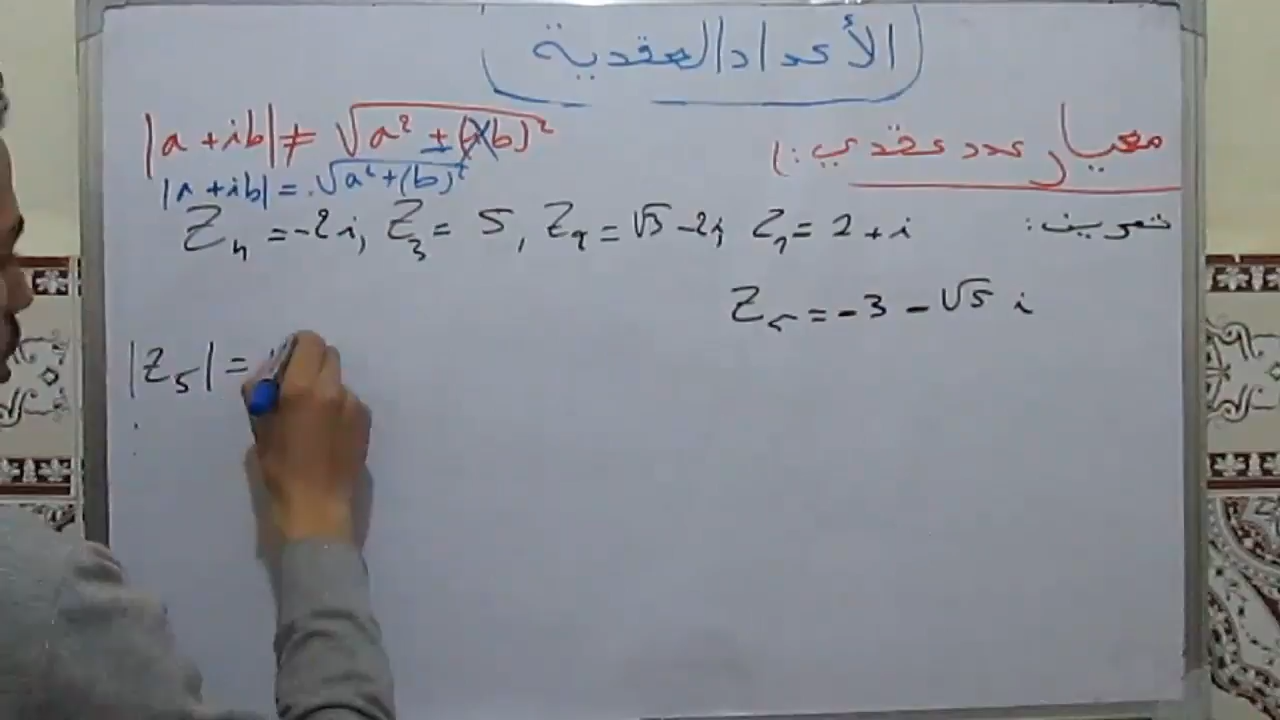 الأعداد العقدية
معيار عدد عقدي:
|a + ib| ≠ √a² ± (ib)²
|a + ib| = √a² + (b)²
تمرين: Z₁ = 2 + i
Z₂ = √5 - 2i, Z₃ = 5, Z₄ = -2i,
Z₅ = -3 - √5 i
|Z₅| =